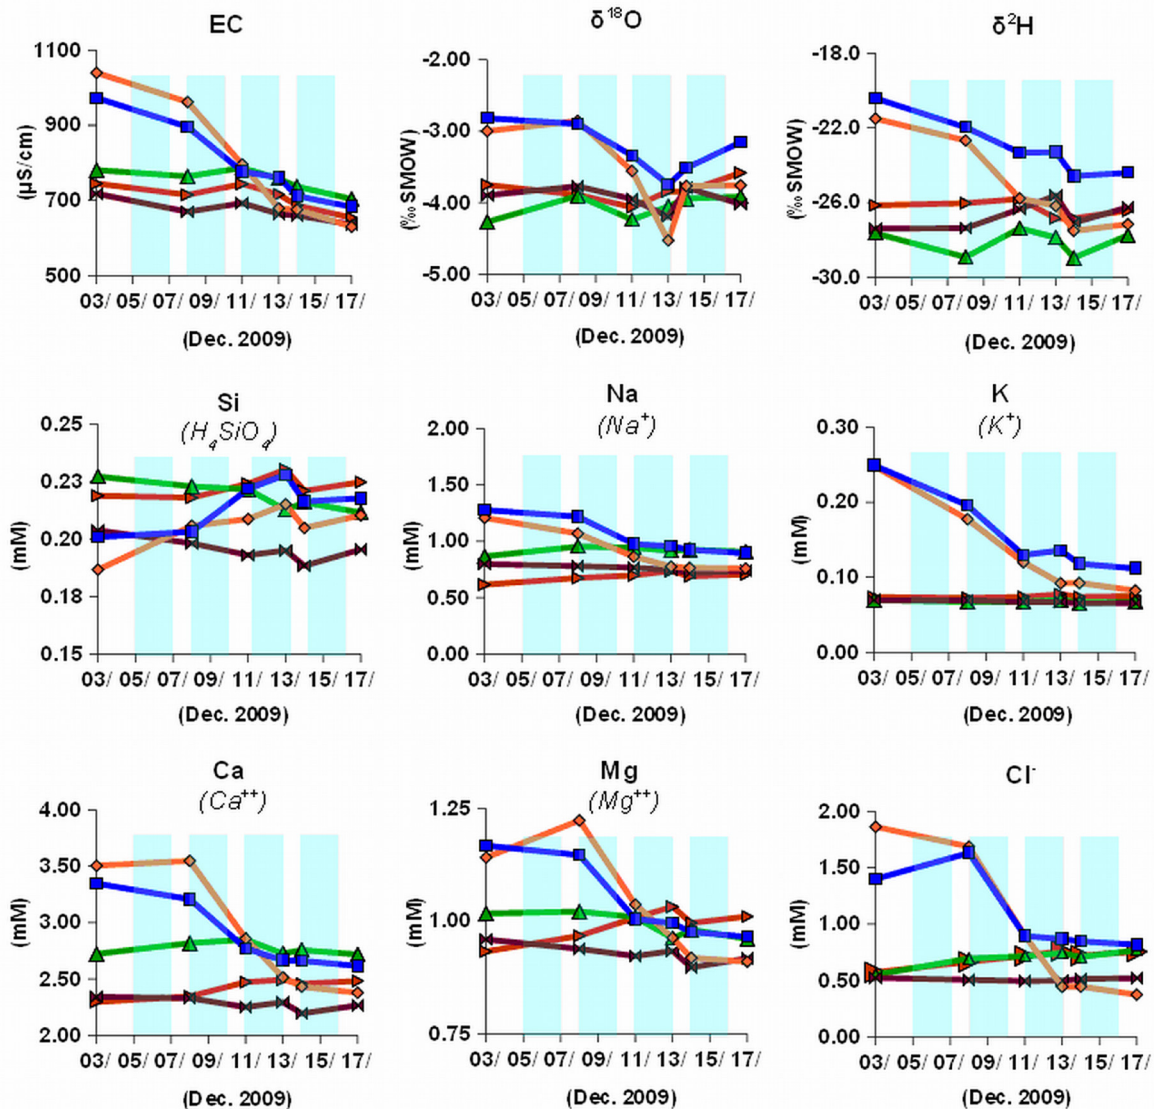 EC
1100
900
700
500
(µS/cm)
03/ 05/ 07/ 09/ 11/ 13/ 15/ 17/
(Dec. 2009)
δ¹⁸O
-2.00
-3.00
-4.00
-5.00
(‰ SMOW)
03/ 05/ 07/ 09/ 11/ 13/ 15/ 17/
(Dec. 2009)
δ²H
-18.0
-22.0
-26.0
-30.0
(‰ SMOW)
03/ 05/ 07/ 09/ 11/ 13/ 15/ 17/
(Dec. 2009)
Si
(H₄SiO₄)
0.25
0.23
0.20
0.18
0.15
(mM)
03/ 05/ 07/ 09/ 11/ 13/ 15/ 17/
(Dec. 2009)
Na
(Na⁺)
2.00
1.50
1.00
0.50
0.00
(mM)
03/ 05/ 07/ 09/ 11/ 13/ 15/ 17/
(Dec. 2009)
K
(K⁺)
0.30
0.20
0.10
0.00
(mM)
03/ 05/ 07/ 09/ 11/ 13/ 15/ 17/
(Dec. 2009)
Ca
(Ca⁺⁺)
4.00
3.50
3.00
2.50
2.00
(mM)
03/ 05/ 07/ 09/ 11/ 13/ 15/ 17/
(Dec. 2009)
Mg
(Mg⁺⁺)
1.25
1.00
0.75
(mM)
03/ 05/ 07/ 09/ 11/ 13/ 15/ 17/
(Dec. 2009)
Cl⁻
2.00
1.50
1.00
0.50
0.00
(mM)
03/ 05/ 07/ 09/ 11/ 13/ 15/ 17/
(Dec. 2009)